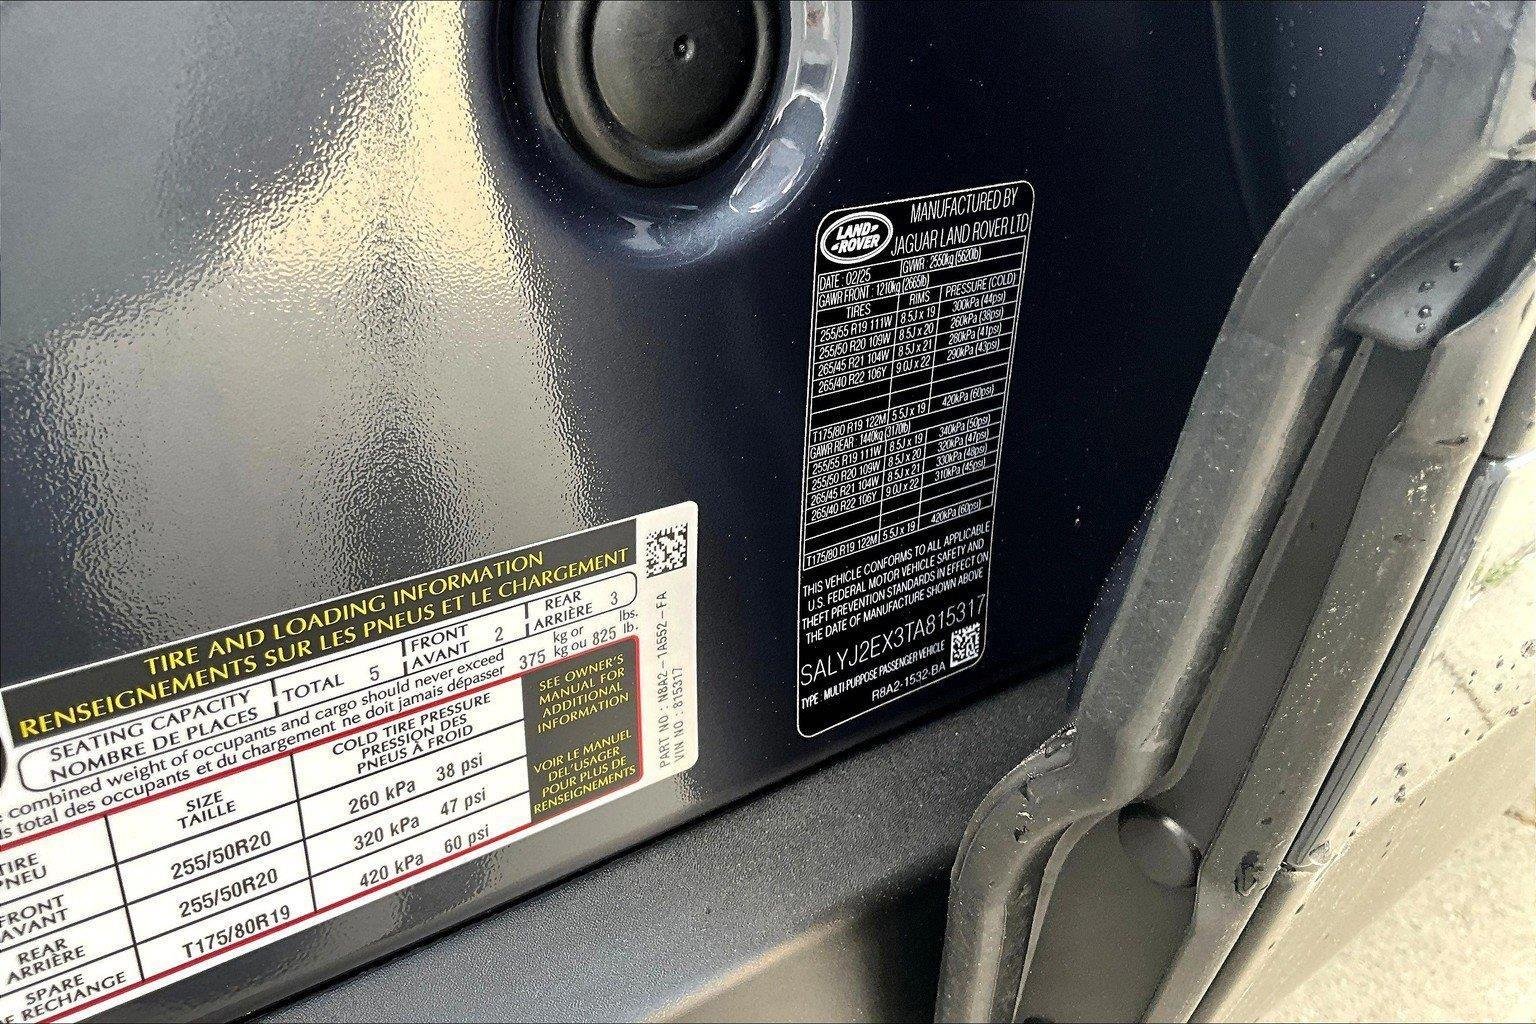 LAND ROVER
MANUFACTURED BY
JAGUAR LAND ROVER LTD
DATE : 02/25 GVWR : 2550kg (5620lb)
GAWR FRONT : 1210kg (2665lb)
TIRES RIMS PRESSURE (COLD)
255/55 R19 111W 8.5J x 19 300kPa (44psi)
255/50 R20 109W 8.5J x 20 260kPa (38psi)
265/45 R21 104W 8.5J x 21 280kPa (41psi)
265/40 R22 106Y 9.0J x 22 290kPa (43psi)
T175/80 R19 122M 5.5J x 19 420kPa (60psi)
GAWR REAR : 1440kg (3170lb)
255/55 R19 111W 8.5J x 19 340kPa (50psi)
255/50 R20 109W 8.5J x 20 320kPa (47psi)
265/45 R21 104W 8.5J x 21 330kPa (48psi)
265/40 R22 106Y 9.0J x 22 310kPa (45psi)
T175/80 R19 122M 5.5J x 19 420kPa (60psi)
THIS VEHICLE CONFORMS TO ALL APPLICABLE
U.S. FEDERAL MOTOR VEHICLE SAFETY AND
THEFT PREVENTION STANDARDS IN EFFECT ON
THE DATE OF MANUFACTURE SHOWN ABOVE
SALYJ2EX3TA815317
TYPE : MULTI-PURPOSE PASSENGER VEHICLE
R8A2-1532-BA
TIRE AND LOADING INFORMATION
RENSEIGNEMENTS SUR LES PNEUS ET LE CHARGEMENT
SEATING CAPACITY
NOMBRE DE PLACES
TOTAL 5
FRONT
AVANT 2
REAR
ARRIÈRE 3
combined weight of occupants and cargo should never exceed
total des occupants et du chargement ne doit jamais dépasser
375 kg or kg ou 825 lbs. lb.
TIRE
PNEU
SIZE
TAILLE
COLD TIRE PRESSURE
PRESSION DES
PNEUS À FROID
FRONT
AVANT
255/50R20 260 kPa 38 psi
REAR
ARRIÈRE
255/50R20 320 kPa 47 psi
SPARE
DE RECHANGE
T175/80R19 420 kPa 60 psi
SEE OWNER'S
MANUAL FOR
ADDITIONAL
INFORMATION
VOIR LE MANUEL
DEL'USAGER
POUR PLUS DE
RENSEIGNEMENTS
PART NO : N8A2-1A552-FA
VIN NO : 815317